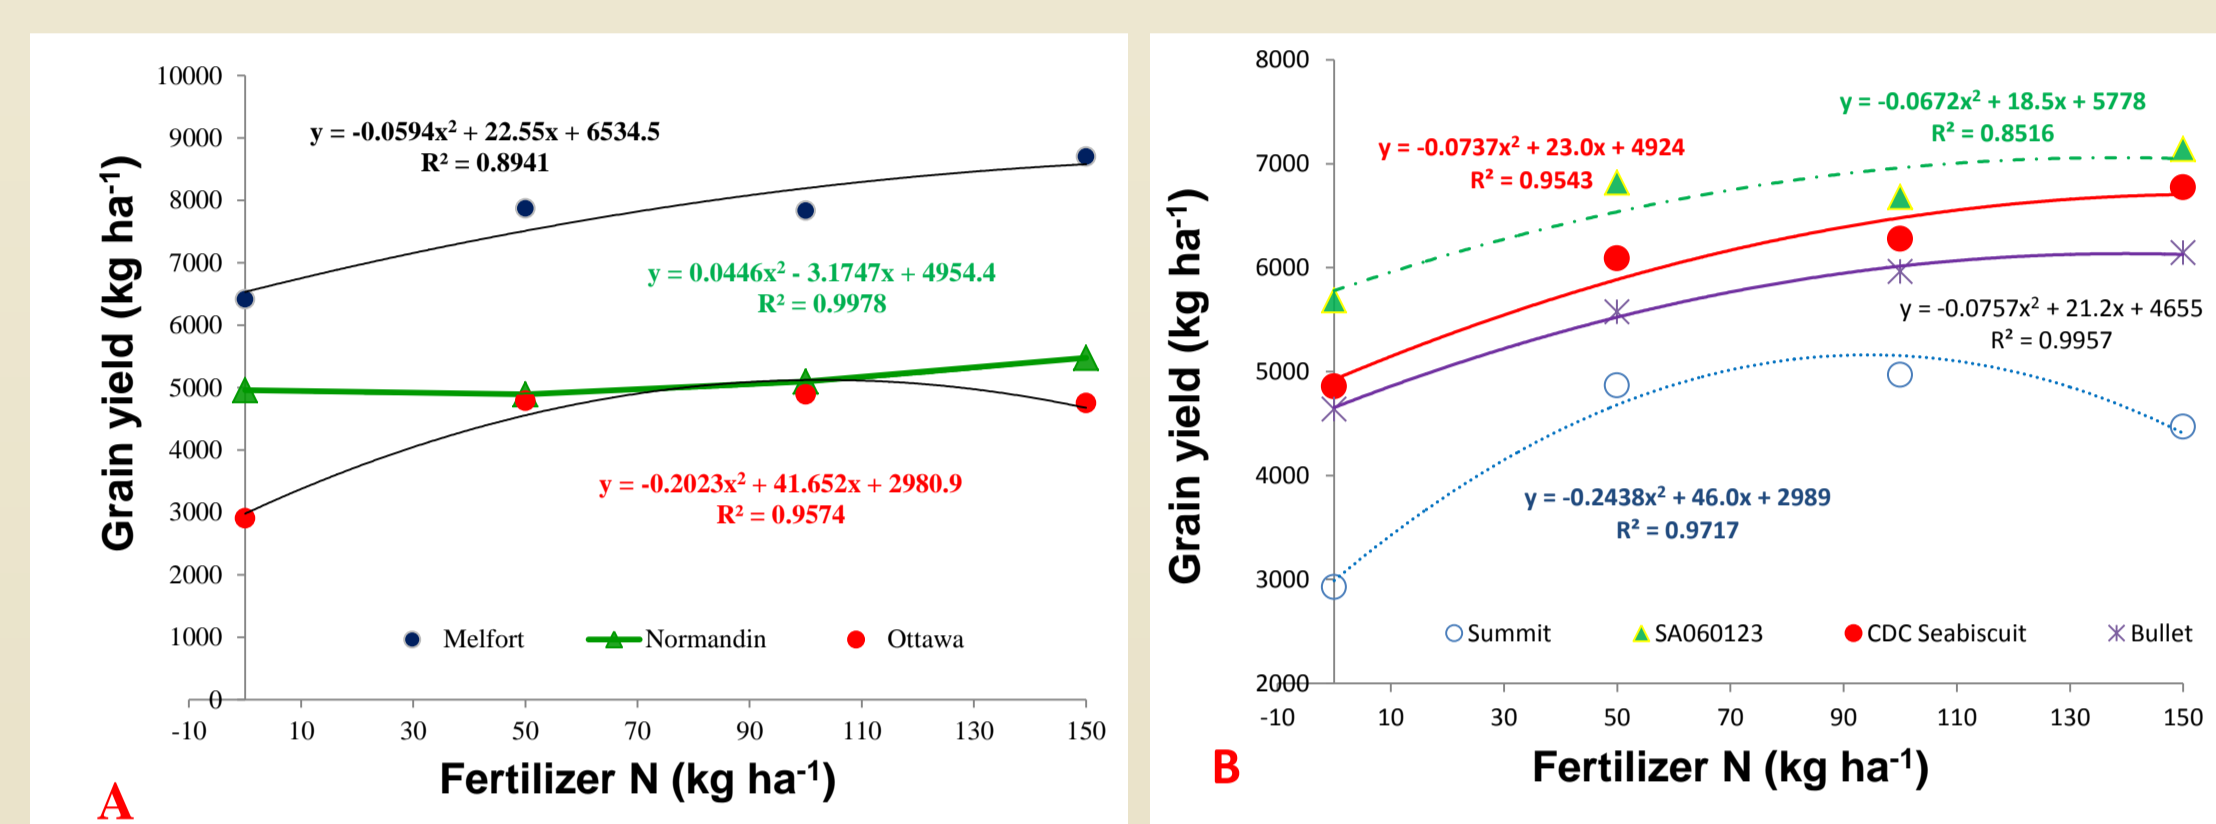 10000
9000
8000
7000
6000
5000
4000
3000
2000
1000
0
-10 10 30 50 70 90 110 130 150
Grain yield (kg ha⁻¹)
Fertilizer N (kg ha⁻¹)
y = -0.0594x² + 22.55x + 6534.5
R² = 0.8941
y = 0.0446x² - 3.1747x + 4954.4
R² = 0.9978
y = -0.2023x² + 41.652x + 2980.9
R² = 0.9574
Melfort Normandin Ottawa
A
8000
7000
6000
5000
4000
3000
2000
-10 10 30 50 70 90 110 130 150
Grain yield (kg ha⁻¹)
Fertilizer N (kg ha⁻¹)
y = -0.0672x² + 18.5x + 5778
R² = 0.8516
y = -0.0737x² + 23.0x + 4924
R² = 0.9543
y = -0.0757x² + 21.2x + 4655
R² = 0.9957
y = -0.2438x² + 46.0x + 2989
R² = 0.9717
Summit SA060123 CDC Seabiscuit Bullet
B